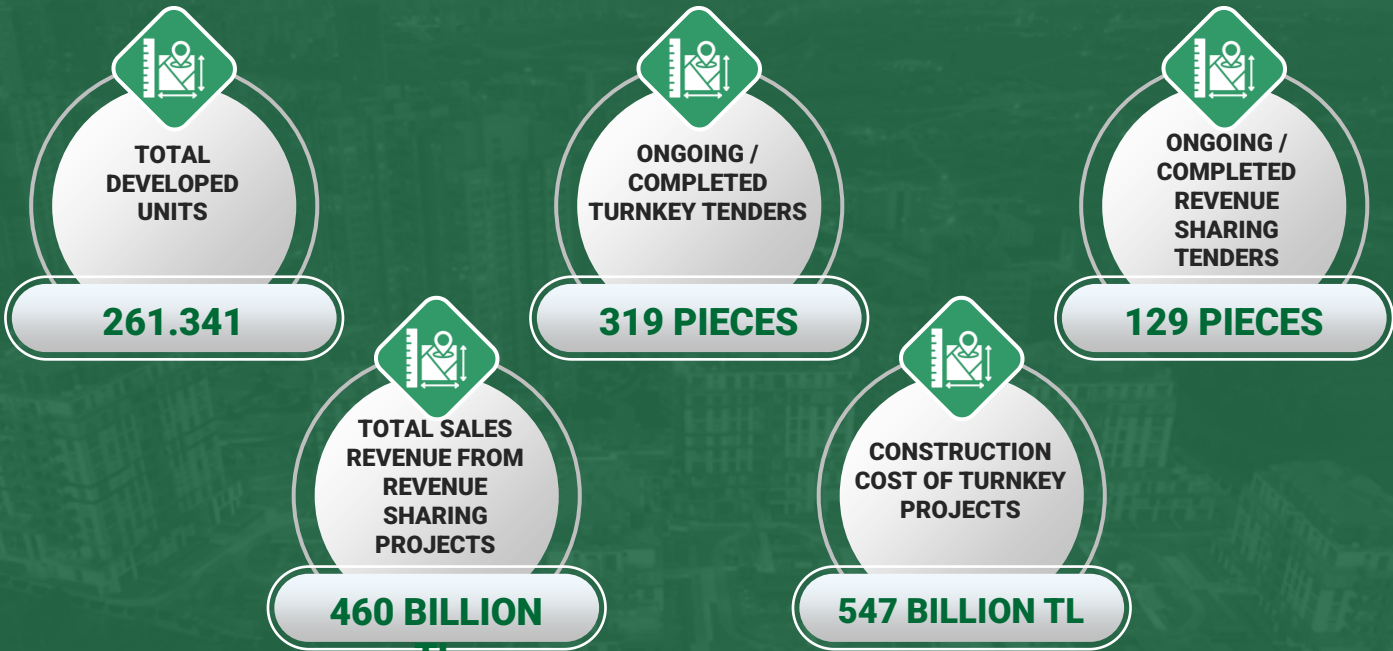 TOTAL
DEVELOPED
UNITS
261.341
ONGOING /
COMPLETED
TURNKEY TENDERS
319 PIECES
ONGOING /
COMPLETED
REVENUE
SHARING
TENDERS
129 PIECES
TOTAL SALES
REVENUE FROM
REVENUE
SHARING
PROJECTS
460 BILLION
TL
CONSTRUCTION
COST OF TURNKEY
PROJECTS
547 BILLION TL